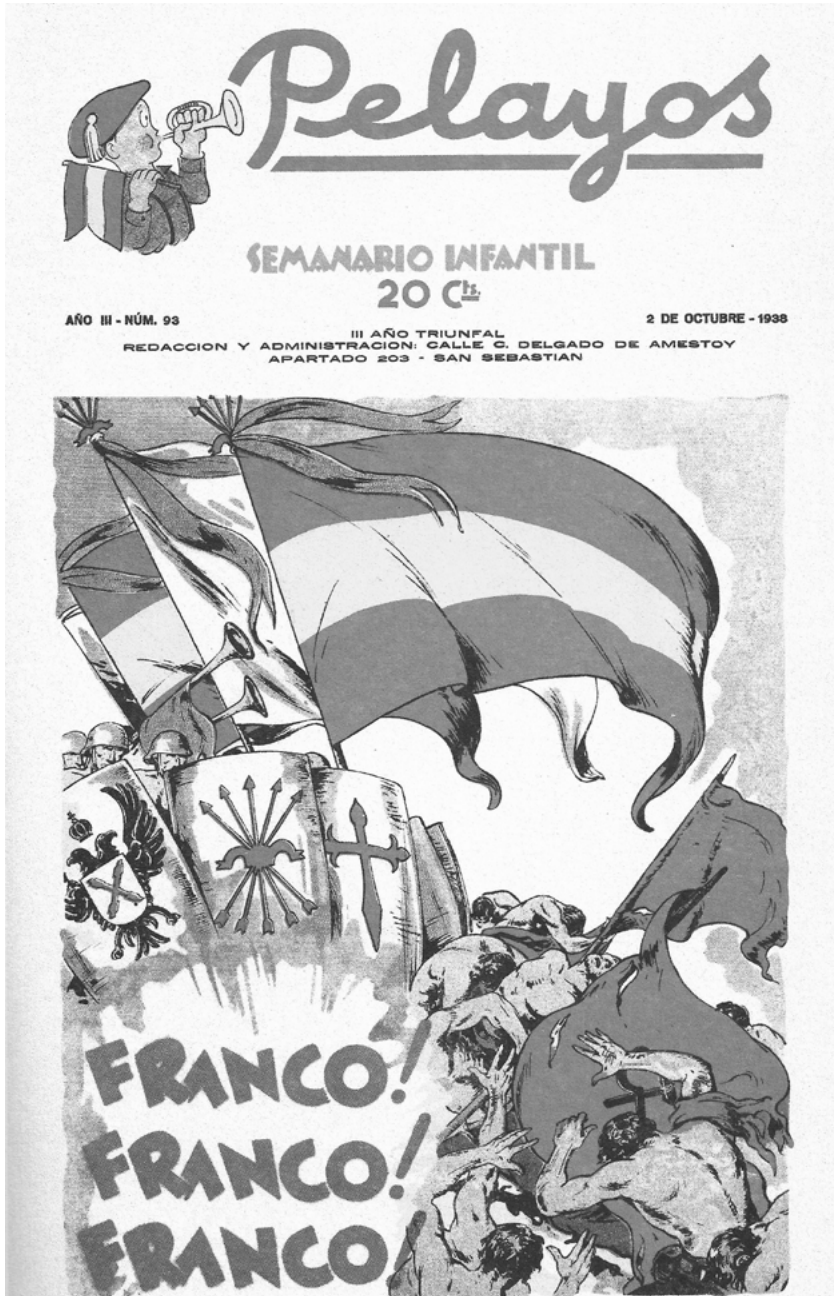 Pelayos
SEMANARIO INFANTIL
20 Cts.
AÑO III - NÚM. 93
2 DE OCTUBRE - 1938
III AÑO TRIUNFAL
REDACCION Y ADMINISTRACION: CALLE C. DELGADO DE AMESTOY
APARTADO 203 - SAN SEBASTIAN
FRANCO!
FRANCO!
FRANCO!